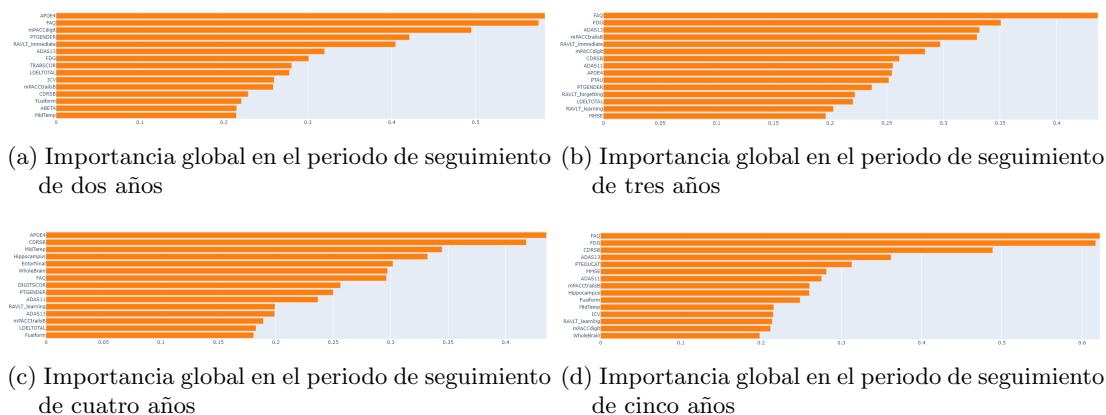 APOE4
FAQ
mPACCdigit
PTGENDER
RAVLT_immediate
ADAS13
FDG
TRABSCOR
LDELTOTAL
ICV
mPACCtrailsB
CDRSB
Fusiform
ABETA
MidTemp
0 0.1 0.2 0.3 0.4 0.5
(a) Importancia global en el periodo de seguimiento
de dos años
FAQ
FDG
ADAS13
mPACCtrailsB
RAVLT_immediate
mPACCdigit
CDRSB
ADAS11
APOE4
PTAU
PTGENDER
RAVLT_forgetting
LDELTOTAL
RAVLT_learning
MMSE
0 0.05 0.1 0.15 0.2 0.25 0.3 0.35 0.4
(b) Importancia global en el periodo de seguimiento
de tres años
APOE4
CDRSB
MidTemp
Hippocampus
Entorhinal
WholeBrain
FAQ
DIGITSCOR
PTGENDER
ADAS11
RAVLT_learning
ADAS13
mPACCtrailsB
LDELTOTAL
Fusiform
0 0.05 0.1 0.15 0.2 0.25 0.3 0.35 0.4
(c) Importancia global en el periodo de seguimiento
de cuatro años
FAQ
FDG
CDRSB
ADAS13
PTEDUCAT
MMSE
ADAS11
mPACCtrailsB
Hippocampus
Fusiform
MidTemp
ICV
RAVLT_learning
mPACCdigit
WholeBrain
0 0.1 0.2 0.3 0.4 0.5 0.6
(d) Importancia global en el periodo de seguimiento
de cinco años